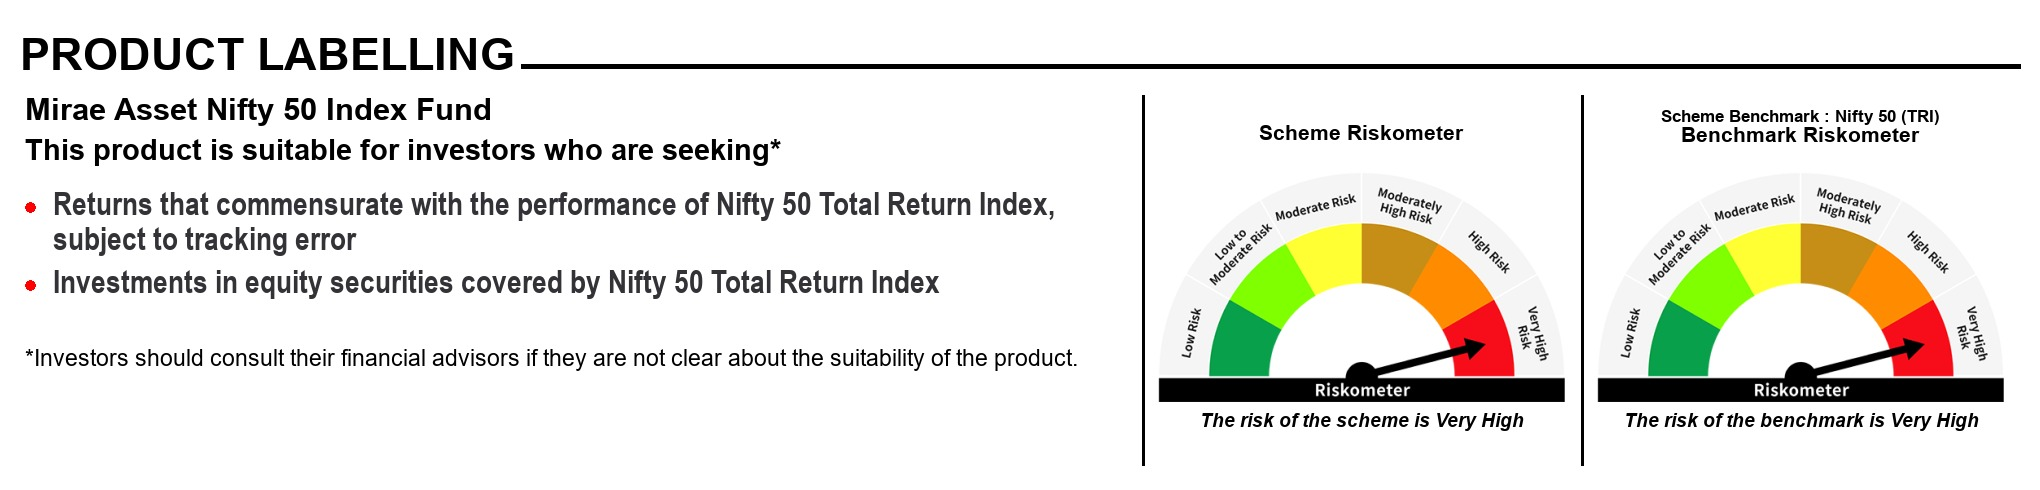 PRODUCT LABELLING
Mirae Asset Nifty 50 Index Fund
This product is suitable for investors who are seeking*
• Returns that commensurate with the performance of Nifty 50 Total Return Index,
subject to tracking error
• Investments in equity securities covered by Nifty 50 Total Return Index
*Investors should consult their financial advisors if they are not clear about the suitability of the product.
Scheme Riskometer
Low Risk
Low to
Moderate Risk
Moderate Risk
Moderately
High Risk
High Risk
Very High
Risk
Riskometer
The risk of the scheme is Very High
Scheme Benchmark : Nifty 50 (TRI)
Benchmark Riskometer
Low Risk
Low to
Moderate Risk
Moderate Risk
Moderately
High Risk
High Risk
Very High
Risk
Riskometer
The risk of the benchmark is Very High